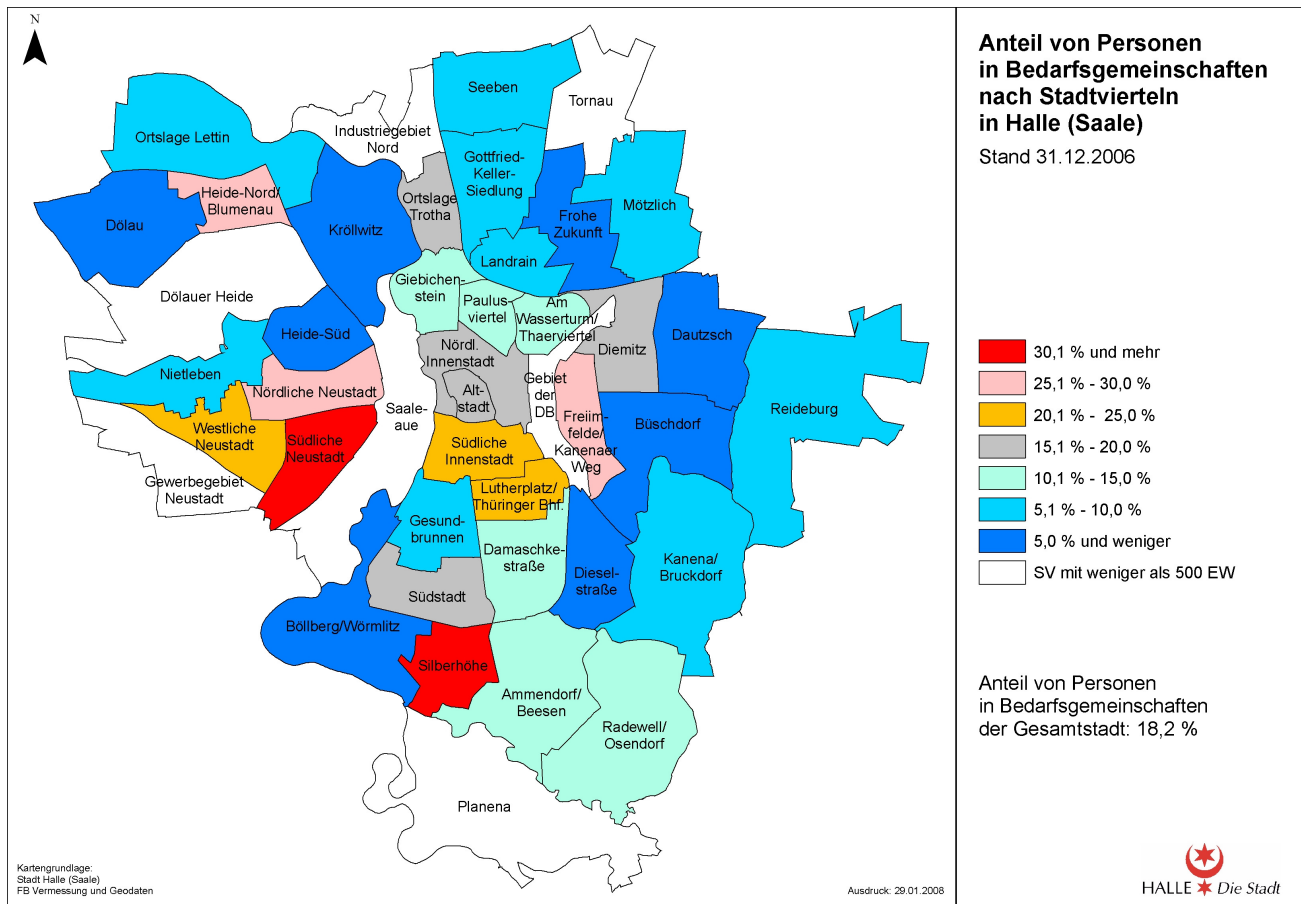 N
Seeben
Tornau
Industriegebiet
Nord
Ortslage Lettin
Gottfried-
Keller-
Siedlung
Heide-Nord/
Blumenau
Ortslage
Trotha
Mötzlich
Dölau
Kröllwitz
Frohe
Zukunft
Landrain
Giebichen-
stein
Dölauer Heide
Paulus-
viertel
Am
Wasserturm/
Thaerviertel
Heide-Süd
Nördl.
Innenstadt
Diemitz
Dautzsch
Nietleben
Nördliche Neustadt
Alt-
stadt
Gebiet
der
DB
Reideburg
Saale-
aue
Freiim-
felde/
Kanenaer
Weg
Büschdorf
Westliche
Neustadt
Südliche
Neustadt
Südliche
Innenstadt
Gewerbegebiet
Neustadt
Lutherplatz/
Thüringer Bhf.
Gesund-
brunnen
Damaschke-
straße
Kanena/
Bruckdorf
Diesel-
straße
Südstadt
Böllberg/Wörmlitz
Silberhöhe
Ammendorf/
Beesen
Radewell/
Osendorf
Planena
Kartengrundlage:
Stadt Halle (Saale)
FB Vermessung und Geodaten
Ausdruck: 29.01.2008
Anteil von Personen
in Bedarfsgemeinschaften
nach Stadtvierteln
in Halle (Saale)
Stand 31.12.2006
30,1 % und mehr
25,1 % - 30,0 %
20,1 % - 25,0 %
15,1 % - 20,0 %
10,1 % - 15,0 %
5,1 % - 10,0 %
5,0 % und weniger
SV mit weniger als 500 EW
Anteil von Personen
in Bedarfsgemeinschaften
der Gesamtstadt: 18,2 %
HALLE Die Stadt